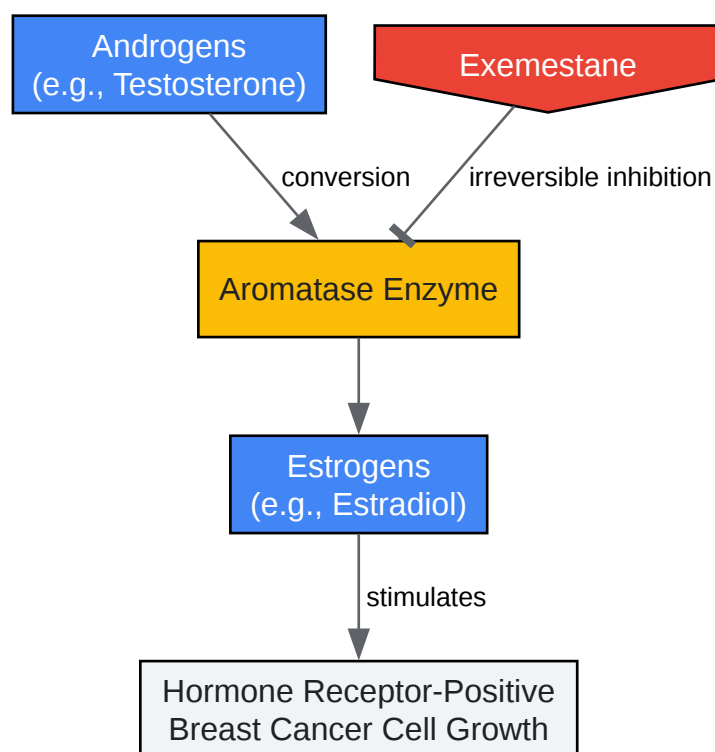 Androgens
(e.g., Testosterone)
Exemestane
conversion
irreversible inhibition
Aromatase Enzyme
Estrogens
(e.g., Estradiol)
stimulates
Hormone Receptor-Positive
Breast Cancer Cell Growth